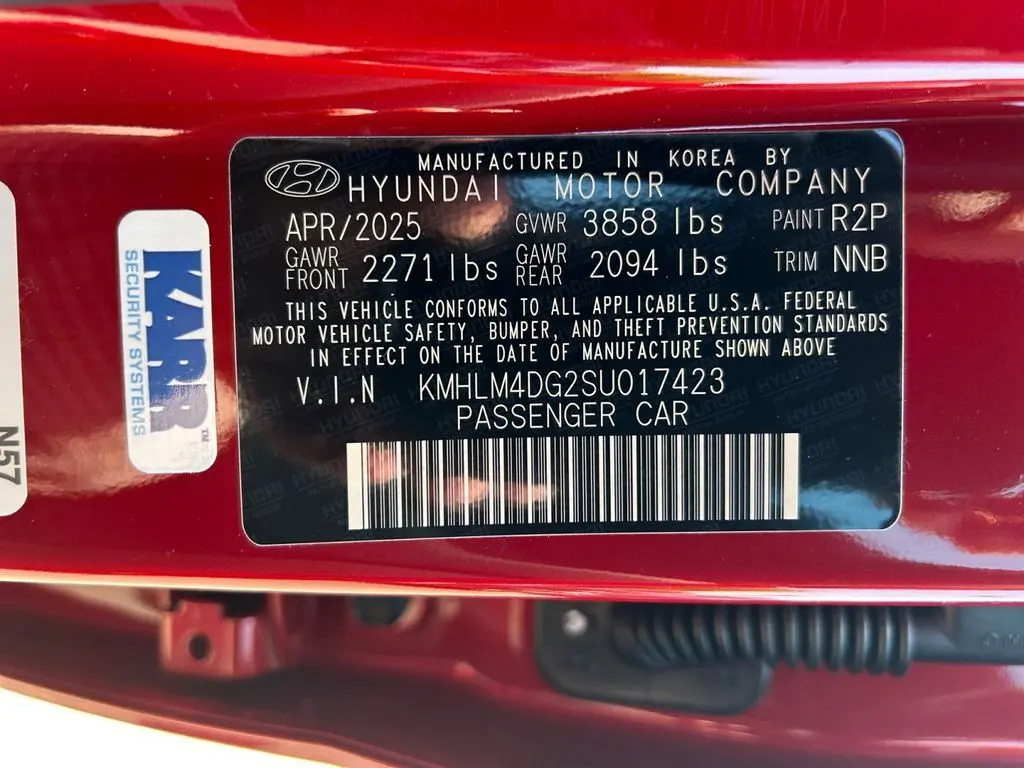 MANUFACTURED IN KOREA BY
HYUNDAI MOTOR COMPANY
APR/2025 GVWR 3858 lbs PAINT R2P
GAWR FRONT 2271 lbs GAWR REAR 2094 lbs TRIM NNB
THIS VEHICLE CONFORMS TO ALL APPLICABLE U.S.A. FEDERAL
MOTOR VEHICLE SAFETY, BUMPER, AND THEFT PREVENTION STANDARDS
IN EFFECT ON THE DATE OF MANUFACTURE SHOWN ABOVE
V.I.N KMHLM4DG2SU017423
PASSENGER CAR
KARR™
SECURITY SYSTEMS
N57